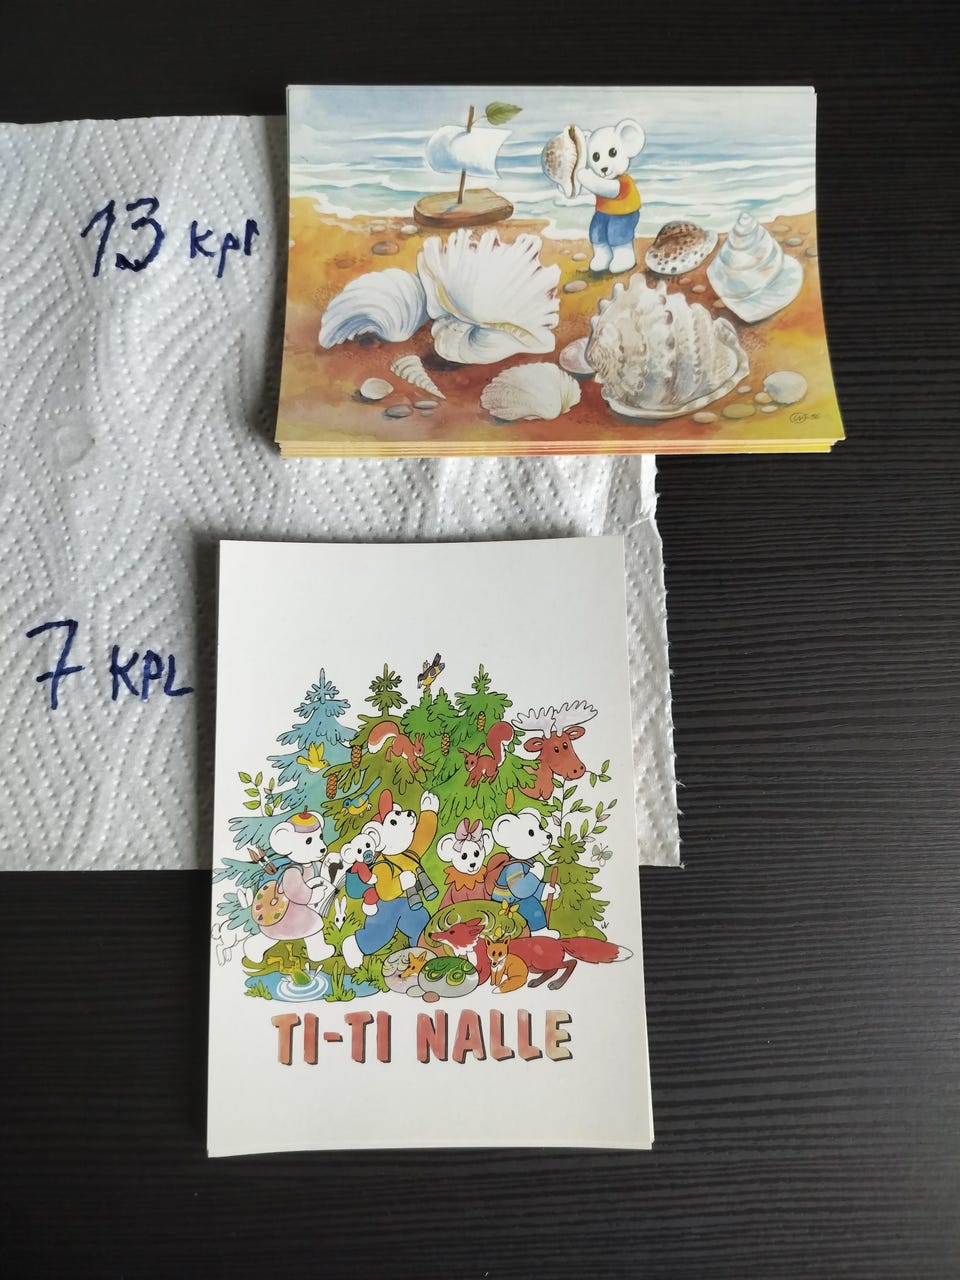 13 kpl
7 KPL
TI-TI NALLE